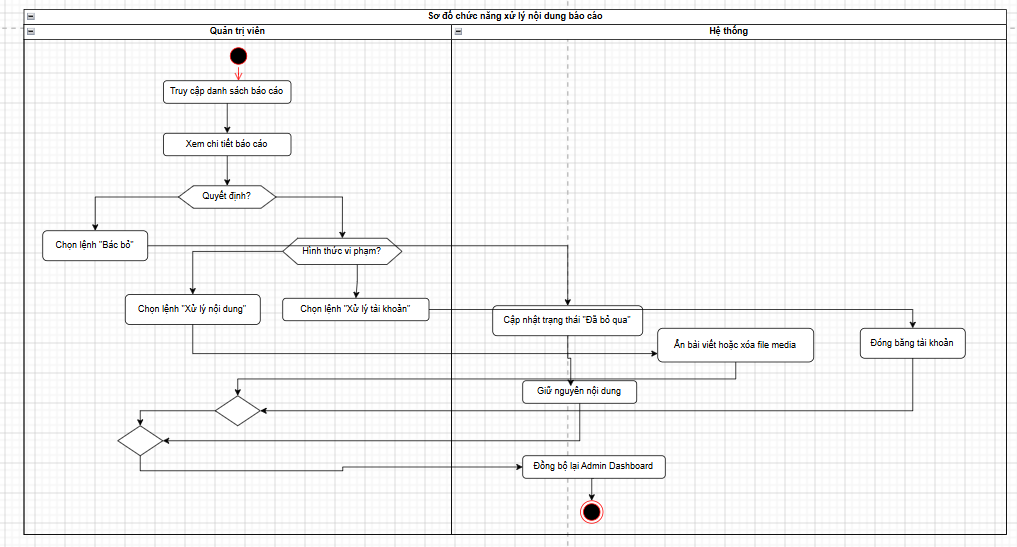 Sơ đồ chức năng xử lý nội dung báo cáo
Quản trị viên
Hệ thống
Truy cập danh sách báo cáo
Xem chi tiết báo cáo
Quyết định?
Chọn lệnh "Bác bỏ"
Hình thức vi phạm?
Chọn lệnh "Xử lý nội dung"
Chọn lệnh "Xử lý tài khoản"
Cập nhật trạng thái "Đã bỏ qua"
Ẩn bài viết hoặc xóa file media
Đóng băng tài khoản
Giữ nguyên nội dung
Đồng bộ lại Admin Dashboard